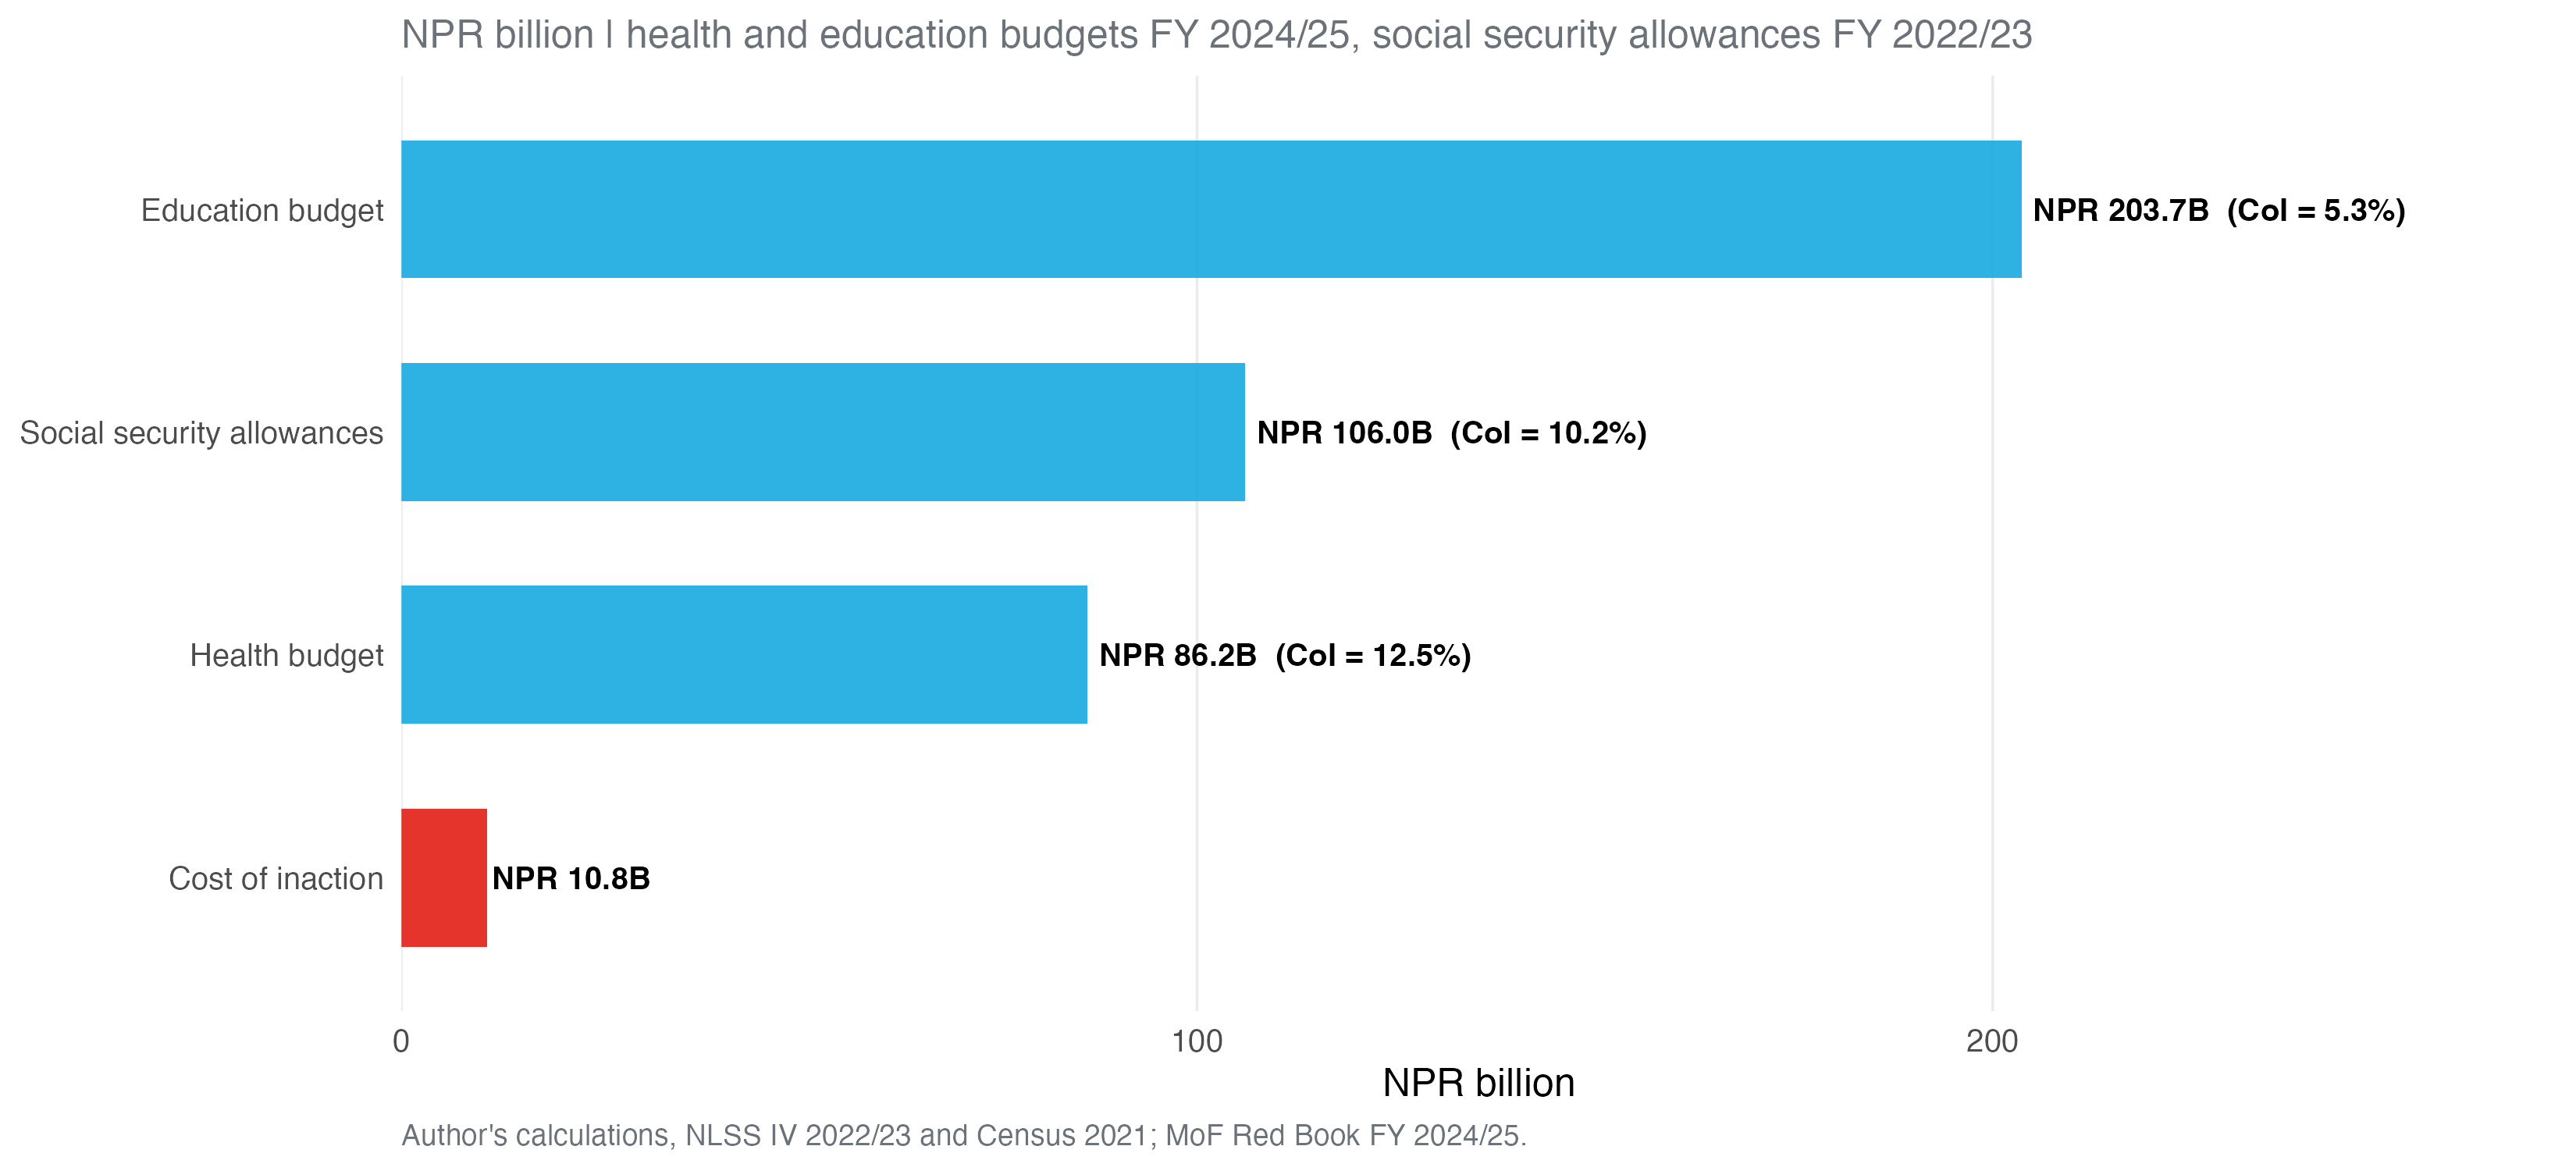 NPR billion | health and education budgets FY 2024/25, social security allowances FY 2022/23
Education budget
NPR 203.7B (CoI = 5.3%)
Social security allowances
NPR 106.0B (CoI = 10.2%)
Health budget
NPR 86.2B (CoI = 12.5%)
Cost of inaction
NPR 10.8B
0 100 200
NPR billion
Author's calculations, NLSS IV 2022/23 and Census 2021; MoF Red Book FY 2024/25.